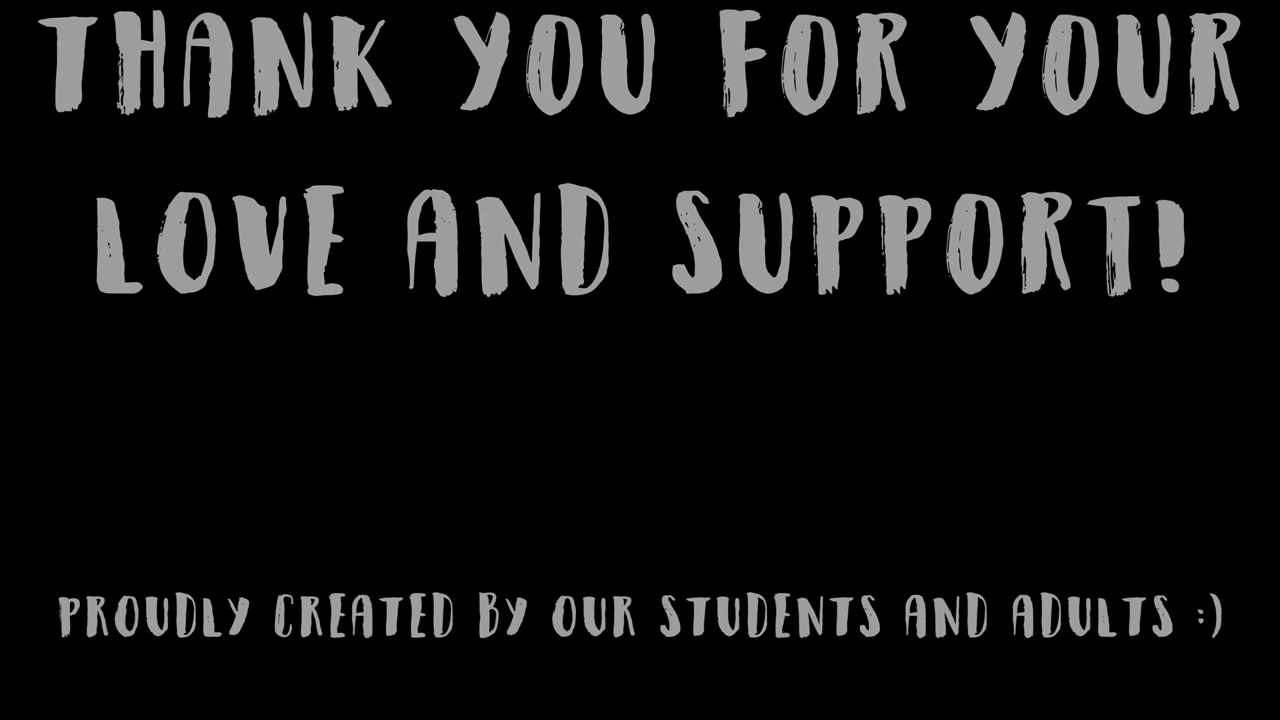 THANK YOU FOR YOUR
LOVE AND SUPPORT!
PROUDLY CREATED BY OUR STUDENTS AND ADULTS :)